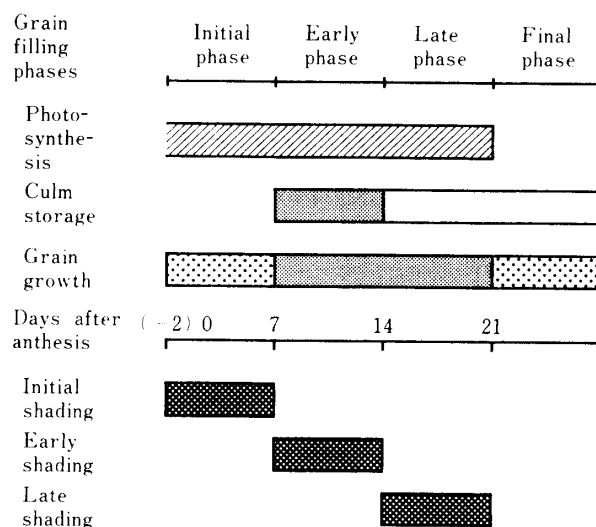 Grain filling phases
Initial phase
Early phase
Late phase
Final phase
Photo-
synthe-
sis
Culm
storage
Grain
growth
Days after
anthesis
(−2) 0 7 14 21
Initial
shading
Early
shading
Late
shading